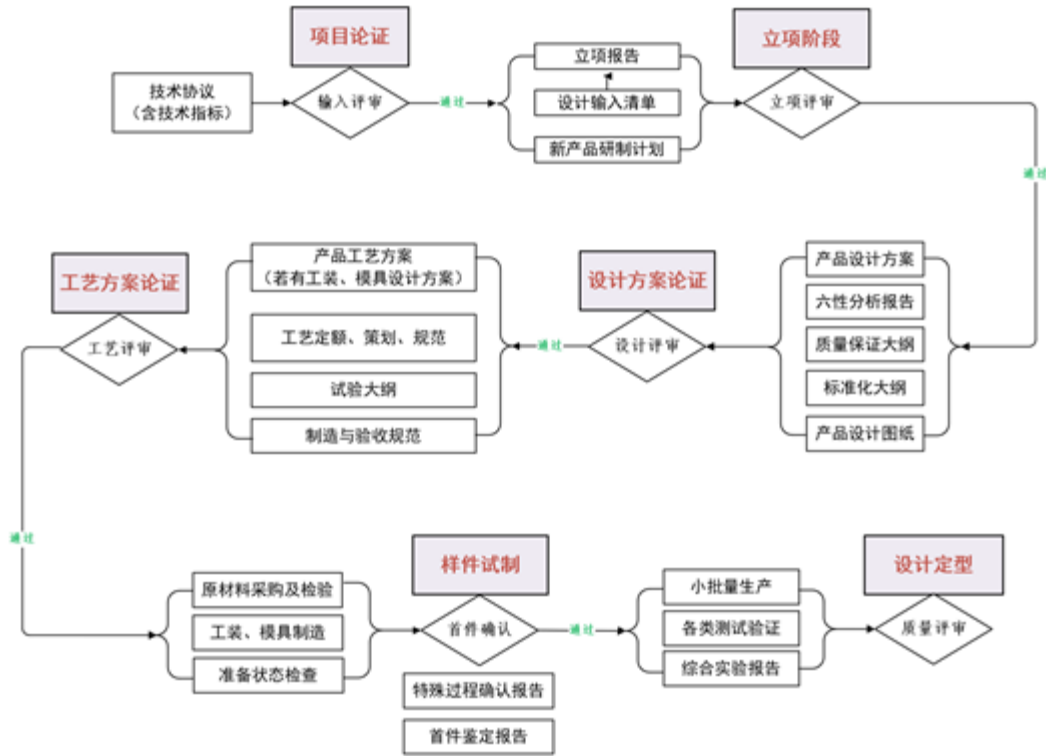 项目论证
技术协议
（含技术指标）
输入评审
通过
立项报告
设计输入清单
新产品研制计划
立项阶段
立项评审
通过
产品设计方案
六性分析报告
质量保证大纲
标准化大纲
产品设计图纸
设计方案论证
设计评审
通过
产品工艺方案
（若有工装、模具设计方案）
工艺定额、策划、规范
试验大纲
制造与验收规范
工艺方案论证
工艺评审
通过
原材料采购及检验
工装、模具制造
准备状态检查
样件试制
首件确认
特殊过程确认报告
首件鉴定报告
通过
小批量生产
各类测试验证
综合实验报告
设计定型
质量评审